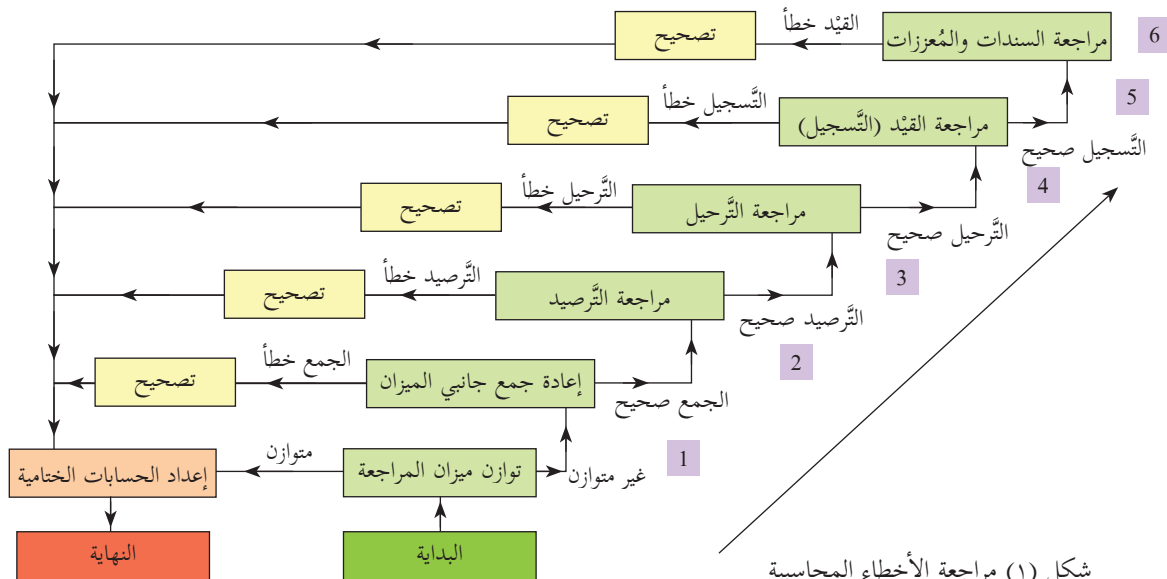 6
مراجعة السندات والمُعززات
القيْد خطأ
تصحيح
5
مراجعة القيْد (التَّسجيل)
التَّسجيل خطأ
تصحيح
التَّسجيل صحيح
4
مراجعة التَّرحيل
التَّرحيل خطأ
تصحيح
التَّرحيل صحيح
3
مراجعة التَّرصيد
التَّرصيد خطأ
تصحيح
التَّرصيد صحيح
2
إعادة جمع جانبي الميزان
الجمع خطأ
تصحيح
الجمع صحيح
1
غير متوازن
توازن ميزان المراجعة
متوازن
إعداد الحسابات الختامية
البداية
النهاية
شكل (١) مراجعة الأخطاء المحاسبية